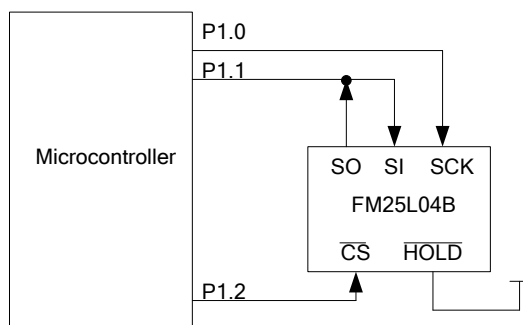 P1.0
P1.1
Microcontroller
SO SI SCK
FM25L04B
CS HOLD
P1.2